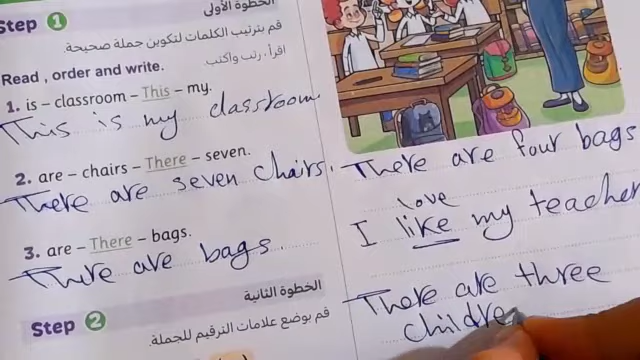 الخطوة الأولى
Step 1
قم بترتيب الكلمات لتكوين جملة صحيحة.
اقرأ، رتب واكتب.
Read , order and write.
1. is – classroom – This – my.
This is my classroom.
2. are – chairs – There – seven.
There are seven chairs.
3. are – There – bags.
There are bags.
الخطوة الثانية
Step 2
قم بوضع علامات الترقيم للجملة.
There are four bags
love
I like my teacher
There are three
childre